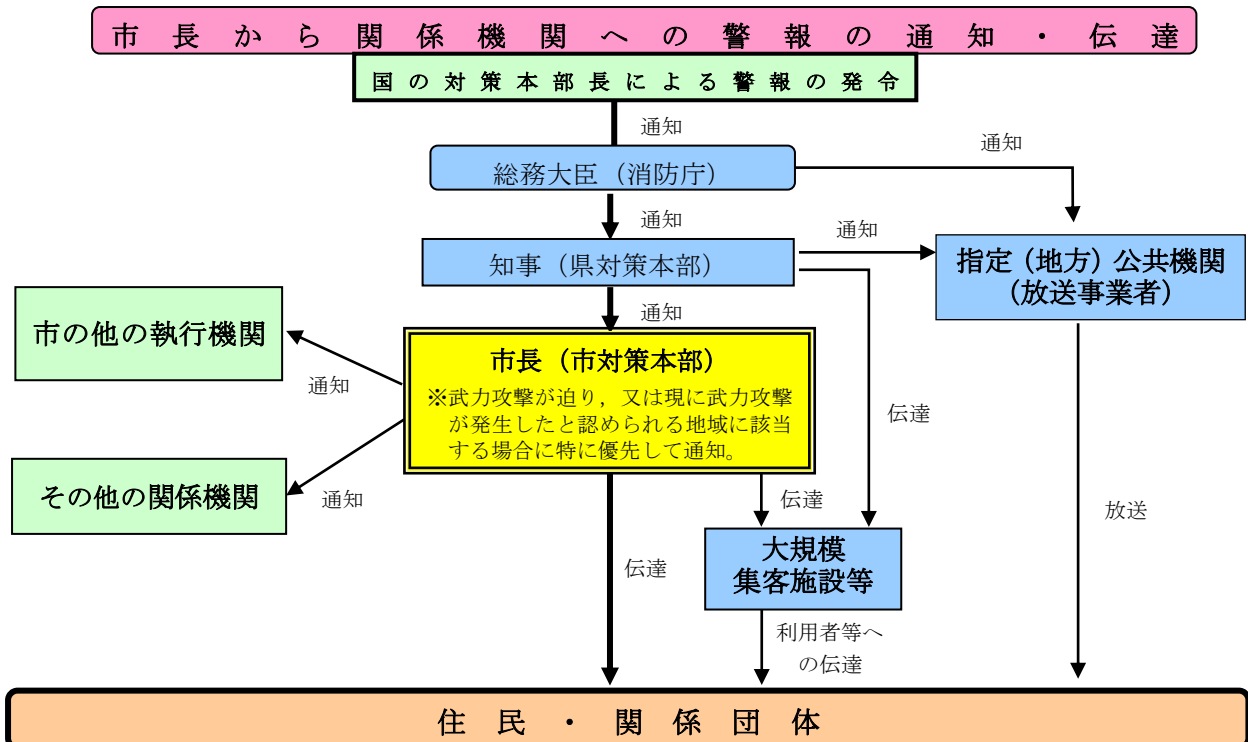 市長から関係機関への警報の通知・伝達
国の対策本部長による警報の発令
通知
通知
総務大臣（消防庁）
通知
通知
知事（県対策本部）
指定（地方）公共機関
（放送事業者）
通知
市の他の執行機関
通知
市長（市対策本部）
※武力攻撃が迫り，又は現に武力攻撃
が発生したと認められる地域に該当
する場合に特に優先して通知。
伝達
その他の関係機関
通知
伝達
放送
大規模
集客施設等
伝達
利用者等へ
の伝達
住民・関係団体